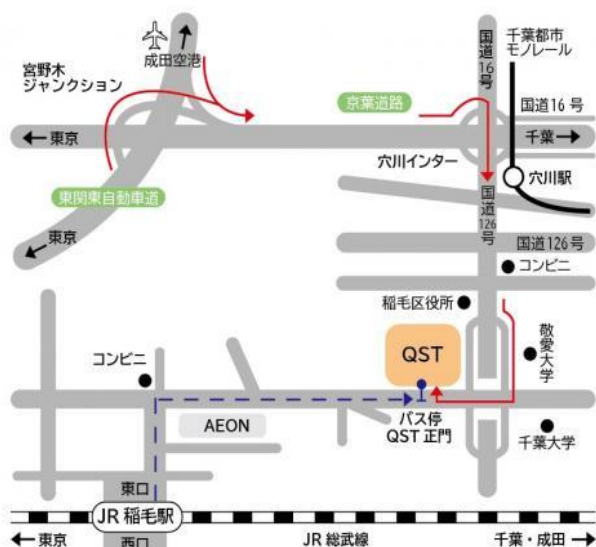 成田空港
宮野木
ジャンクション
国道16号
千葉都市
モノレール
京葉道路
国道16号
東京
千葉
穴川インター
穴川駅
東関東自動車道
国道126号
東京
国道126号
コンビニ
稲毛区役所
QST
敬愛大学
コンビニ
AEON
バス停
QST 正門
千葉大学
東口
JR 稲毛駅
西口
東京
JR 総武線
千葉・成田